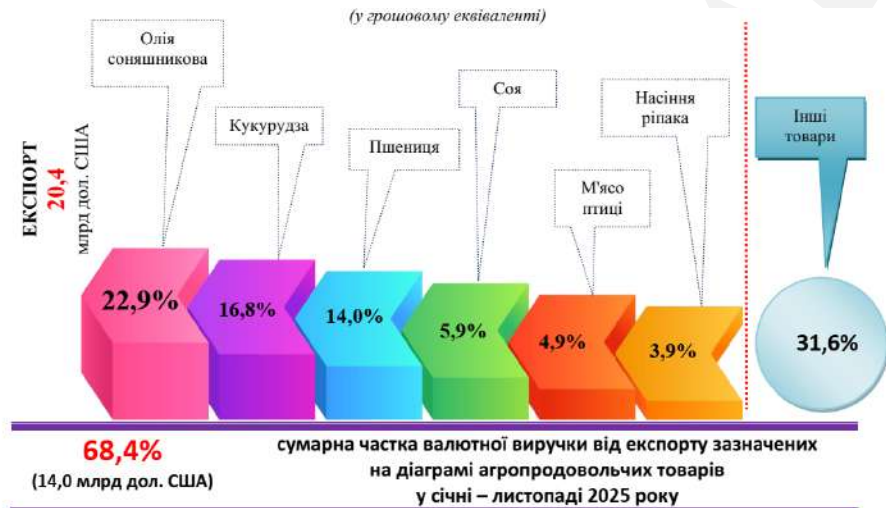 (у грошовому еквіваленті)
Олія
соняшникова
Кукурудза
Пшениця
Соя
М'ясо
птиці
Насіння
ріпака
Інші
товари
ЕКСПОРТ
20,4
млрд дол. США
22,9%
16,8%
14,0%
5,9%
4,9%
3,9%
31,6%
68,4%
(14,0 млрд дол. США)
сумарна частка валютної виручки від експорту зазначених
на діаграмі агропродовольчих товарів
у січні – листопаді 2025 року